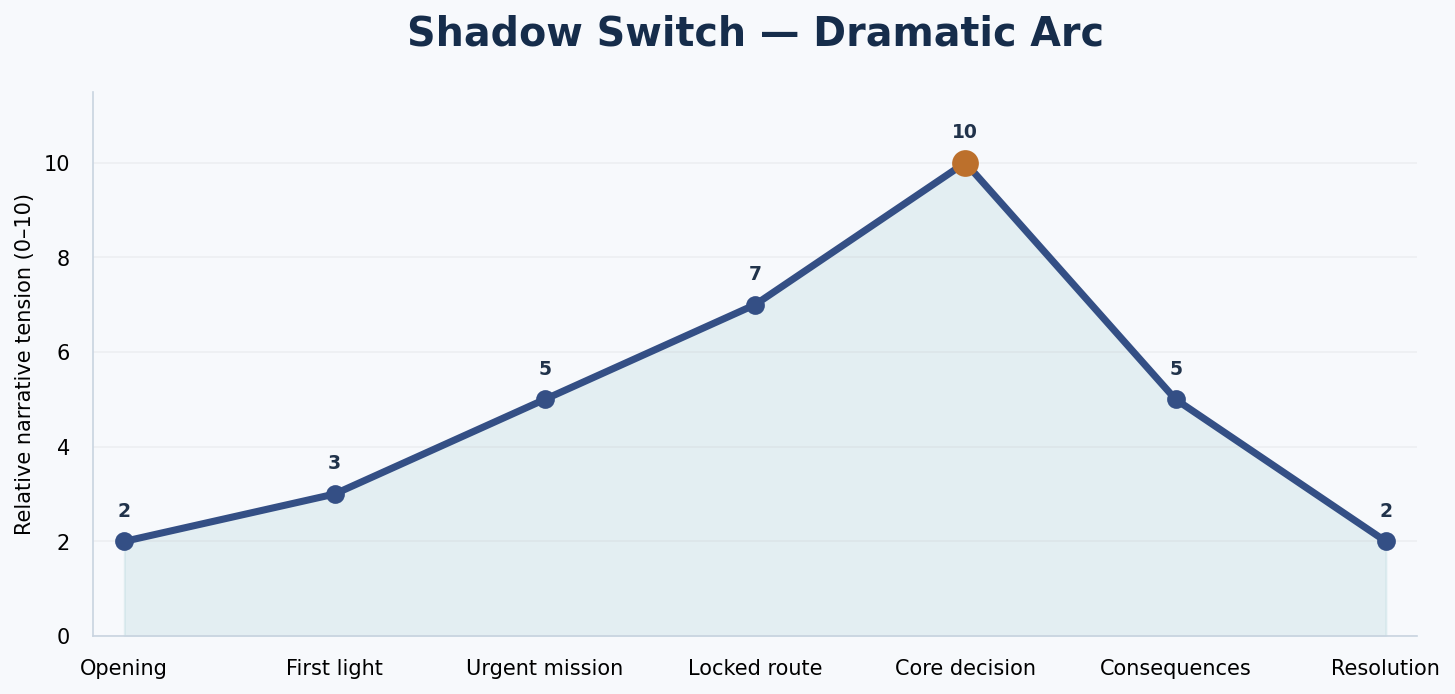 Shadow Switch — Dramatic Arc
Relative narrative tension (0–10)
10
8
6
4
2
0
2
3
5
7
10
5
2
Opening
First light
Urgent mission
Locked route
Core decision
Consequences
Resolution